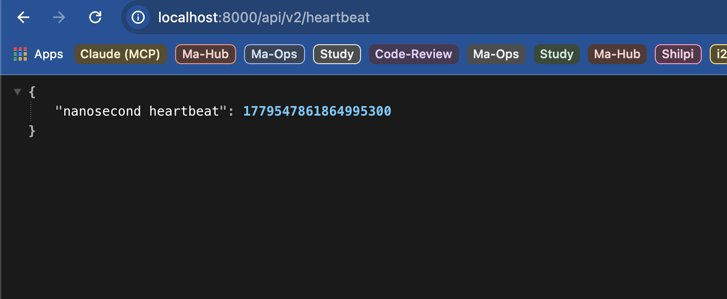 localhost:8000/api/v2/heartbeat
Apps Claude (MCP) Ma-Hub Ma-Ops Study Code-Review Ma-Ops Study Ma-Hub Shilpi i2
{
"nanosecond heartbeat": 1779547861864995300
}